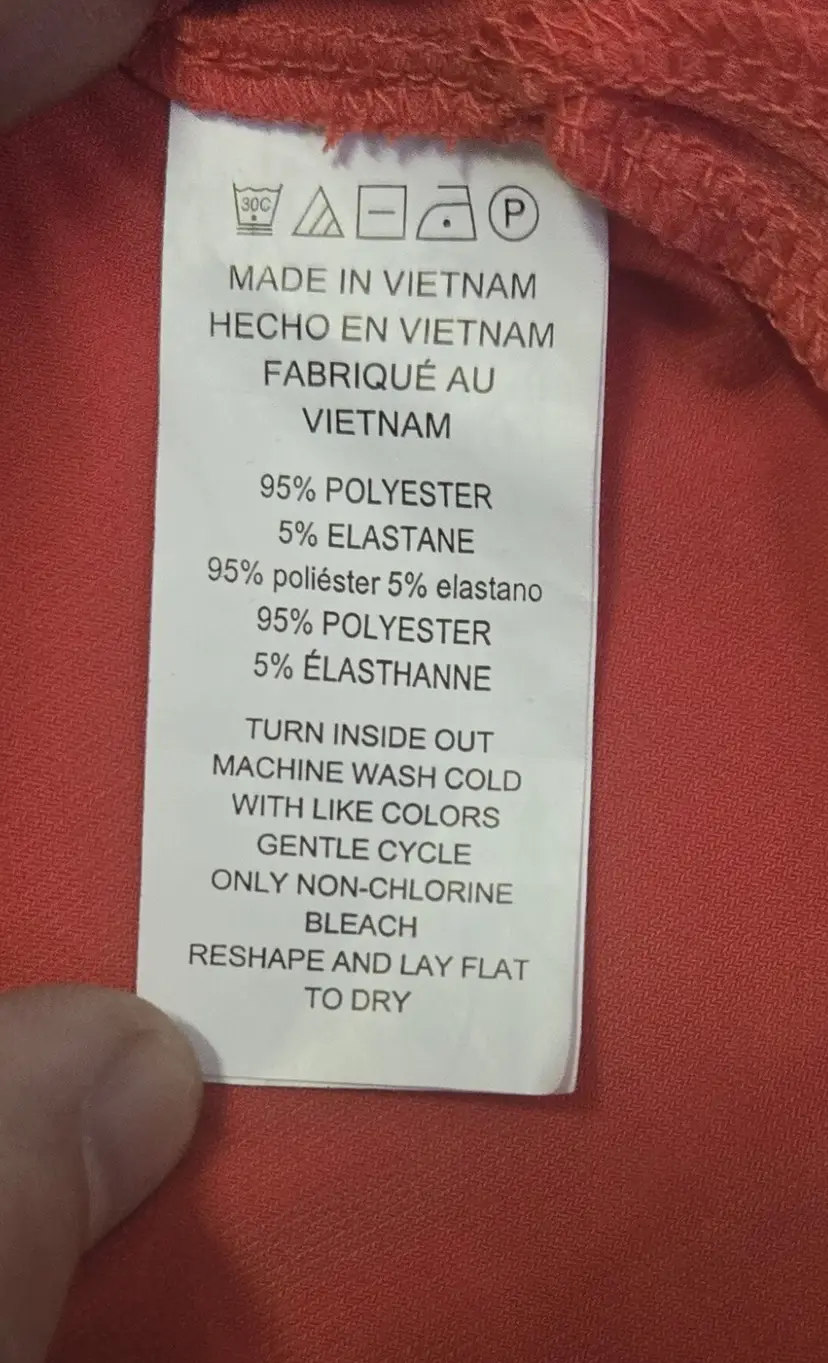 30C
P
MADE IN VIETNAM
HECHO EN VIETNAM
FABRIQUÉ AU
VIETNAM
95% POLYESTER
5% ELASTANE
95% poliéster 5% elastano
95% POLYESTER
5% ÉLASTHANNE
TURN INSIDE OUT
MACHINE WASH COLD
WITH LIKE COLORS
GENTLE CYCLE
ONLY NON-CHLORINE
BLEACH
RESHAPE AND LAY FLAT
TO DRY